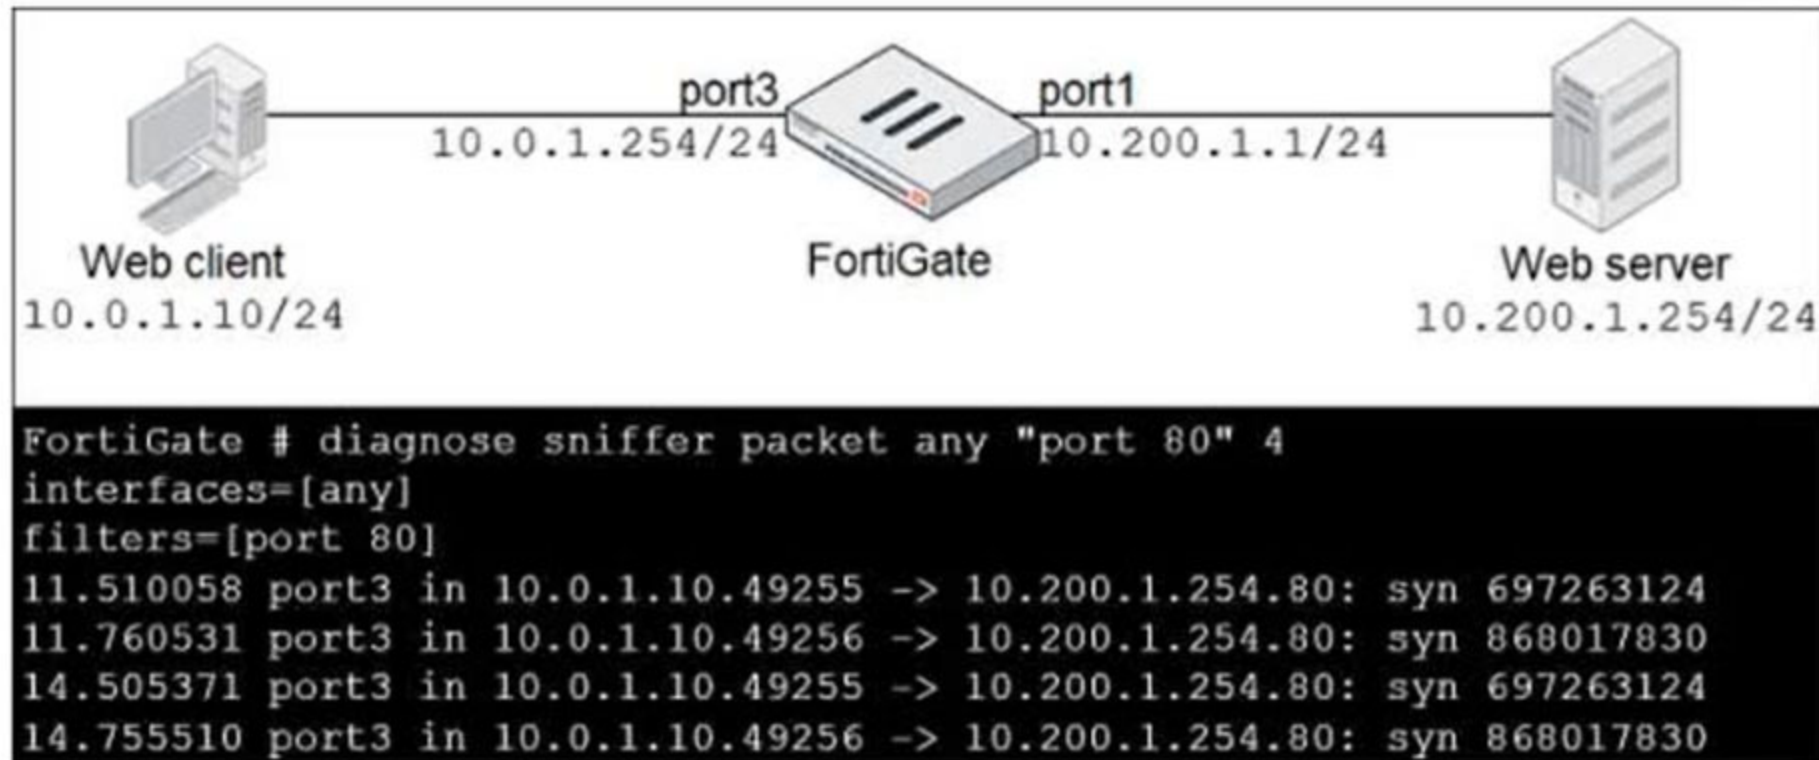 port3
port1
10.0.1.254/24
10.200.1.1/24
Web client
FortiGate
Web server
10.0.1.10/24
10.200.1.254/24
FortiGate # diagnose sniffer packet any "port 80" 4
interfaces=[any]
filters=[port 80]
11.510058 port3 in 10.0.1.10.49255 -> 10.200.1.254.80: syn 697263124
11.760531 port3 in 10.0.1.10.49256 -> 10.200.1.254.80: syn 868017830
14.505371 port3 in 10.0.1.10.49255 -> 10.200.1.254.80: syn 697263124
14.755510 port3 in 10.0.1.10.49256 -> 10.200.1.254.80: syn 868017830